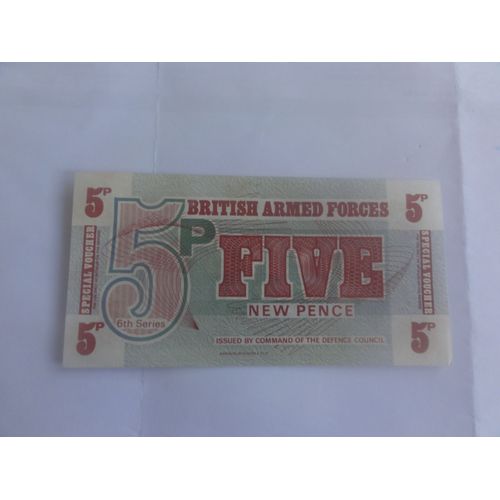 5P
BRITISH ARMED FORCES
5P
SPECIAL VOUCHER
5P
FIVE
SPECIAL VOUCHER
NEW PENCE
6th Series
5P
ISSUED BY COMMAND OF THE DEFENCE COUNCIL
5P